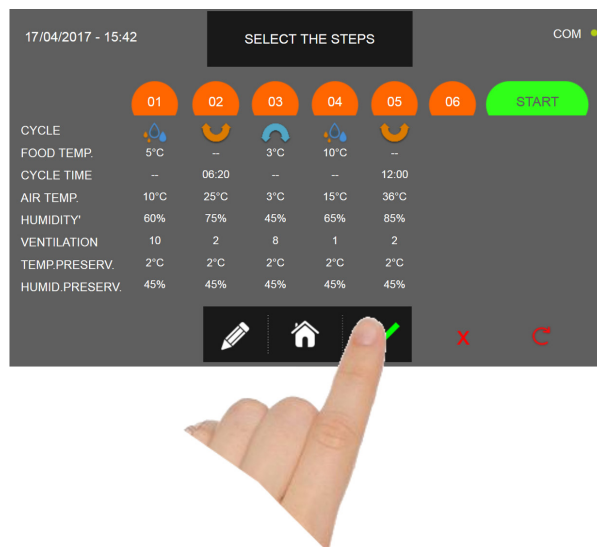 17/04/2017 - 15:42 SELECT THE STEPS COM
01 02 03 04 05 06 START
CYCLE
FOOD TEMP. 5°C -- 3°C 10°C --
CYCLE TIME -- 06:20 -- -- 12:00
AIR TEMP. 10°C 25°C 3°C 15°C 36°C
HUMIDITY' 60% 75% 45% 65% 85%
VENTILATION 10 2 8 1 2
TEMP.PRESERV. 2°C 2°C 2°C 2°C 2°C
HUMID.PRESERV. 45% 45% 45% 45% 45%
x